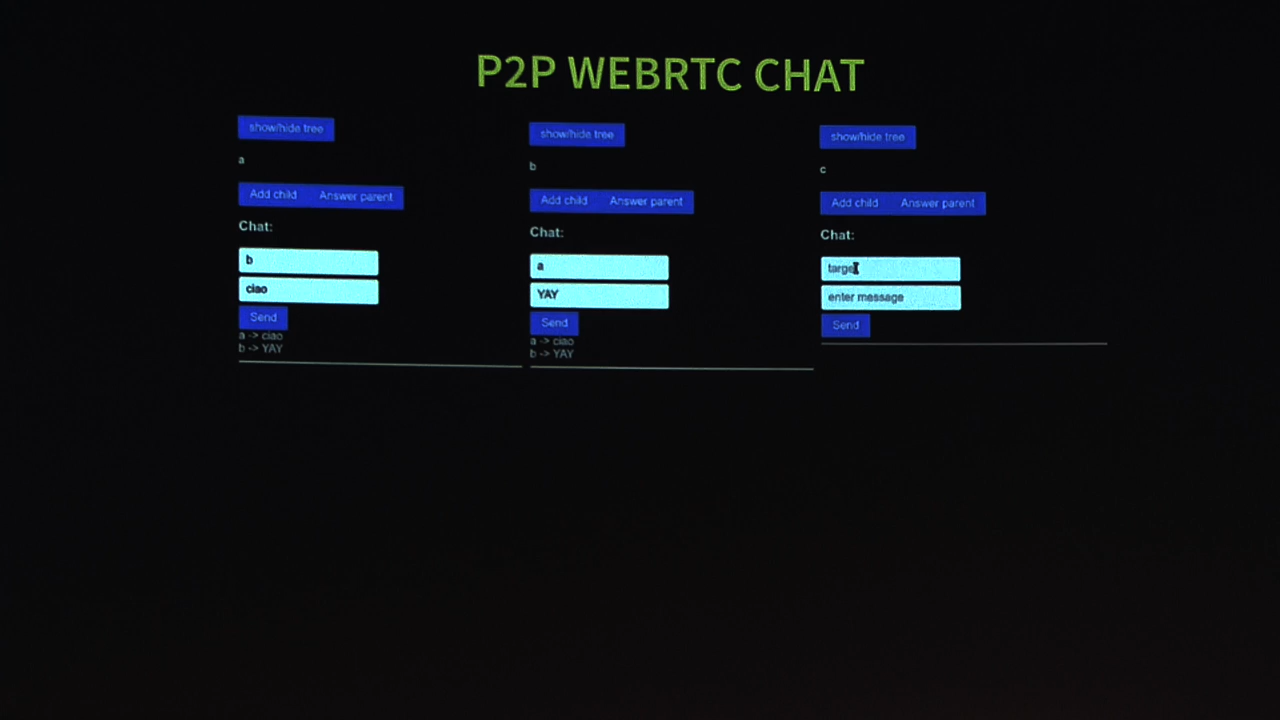 P2P WEBRTC CHAT
show/hide tree
a
Add child Answer parent
Chat:
b
ciao
Send
a -> ciao
b -> YAY
show/hide tree
b
Add child Answer parent
Chat:
a
YAY
Send
a -> ciao
b -> YAY
show/hide tree
c
Add child Answer parent
Chat:
target
enter message
Send